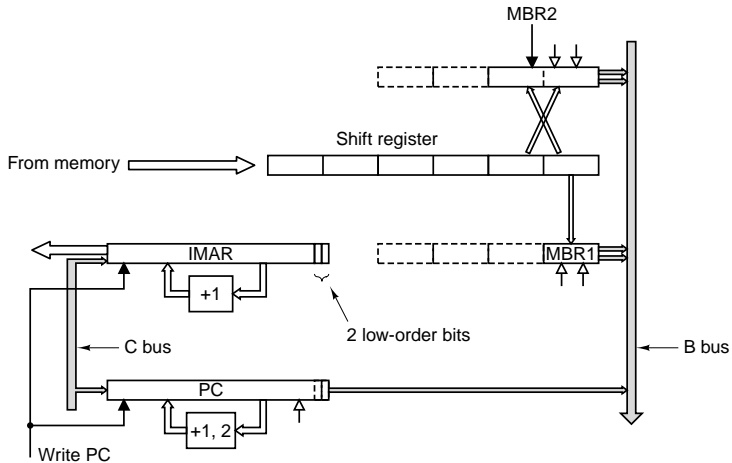 MBR2
Shift register
From memory
IMAR
MBR1
+1
2 low-order bits
C bus
B bus
PC
+1, 2
Write PC